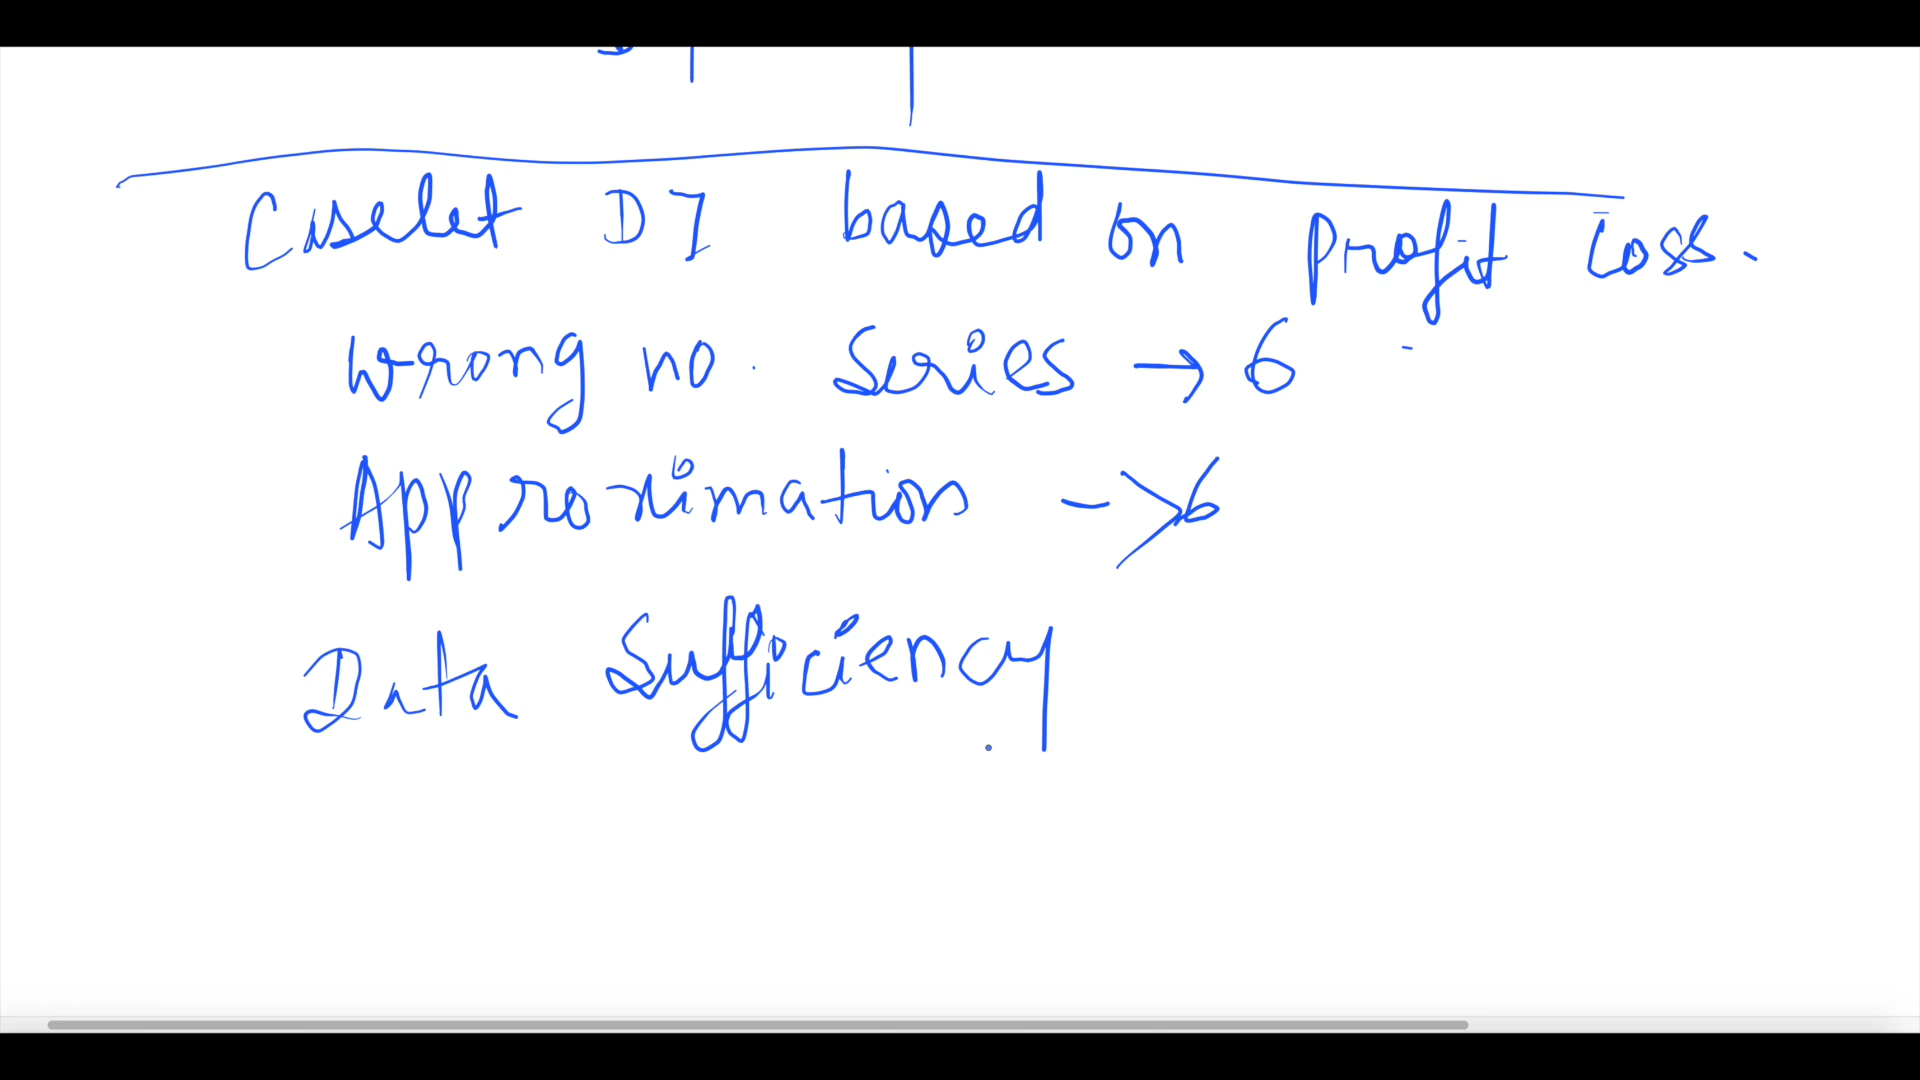 Caselet DI based on Profit Loss.
Wrong no. Series → 6
Approximation → 6
Data Sufficiency